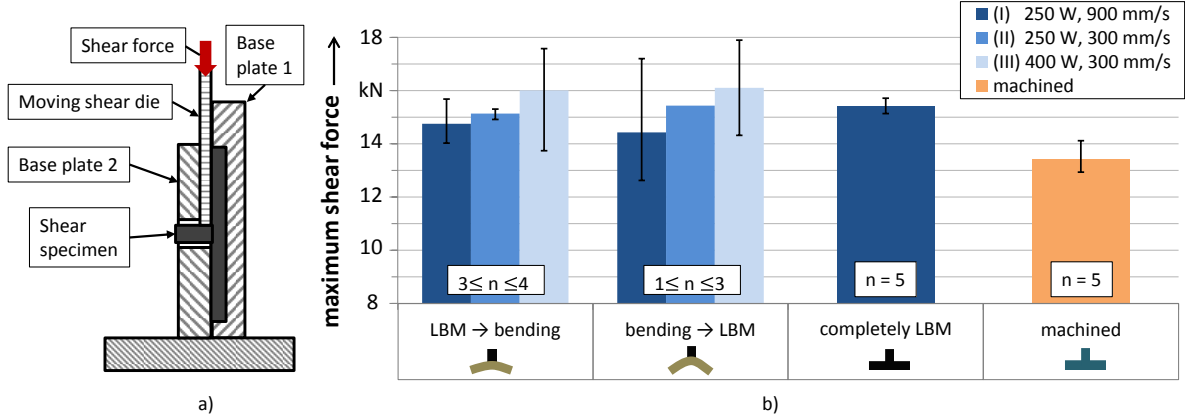 Shear force
Base
plate 1
Moving shear die
Base plate 2
Shear
specimen
a)
maximum shear force →
18
kN
16
14
12
10
8
(I) 250 W, 900 mm/s
(II) 250 W, 300 mm/s
(III) 400 W, 300 mm/s
machined
3≤ n ≤4
1≤ n ≤3
n = 5
n = 5
LBM → bending
bending → LBM
completely LBM
machined
b)